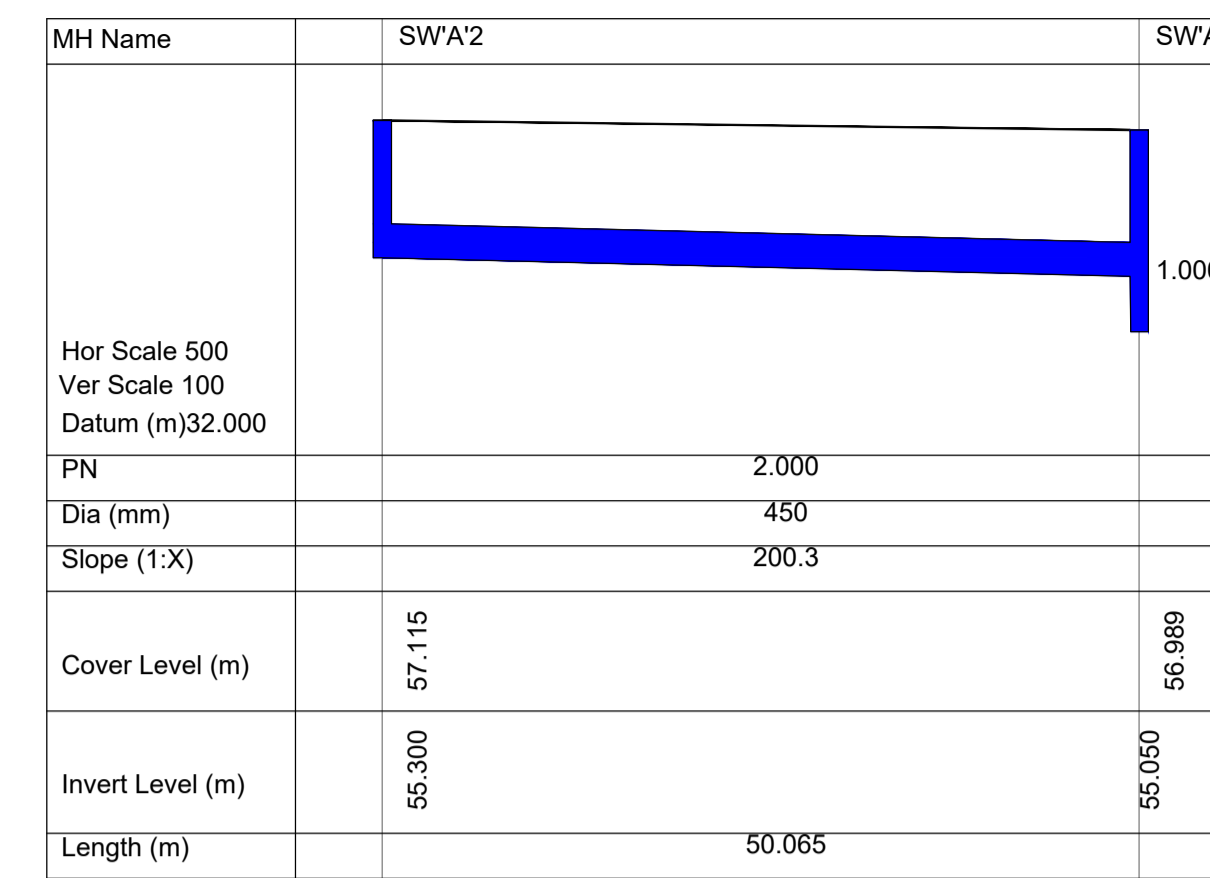 MH Name SW'A'2
1.000
Hor Scale 500
Ver Scale 100
Datum (m)32.000
PN 2.000
Dia (mm) 450
Slope (1:X) 200.3
Cover Level (m) 57.115 56.989
Invert Level (m) 55.300 55.050
Length (m) 50.065